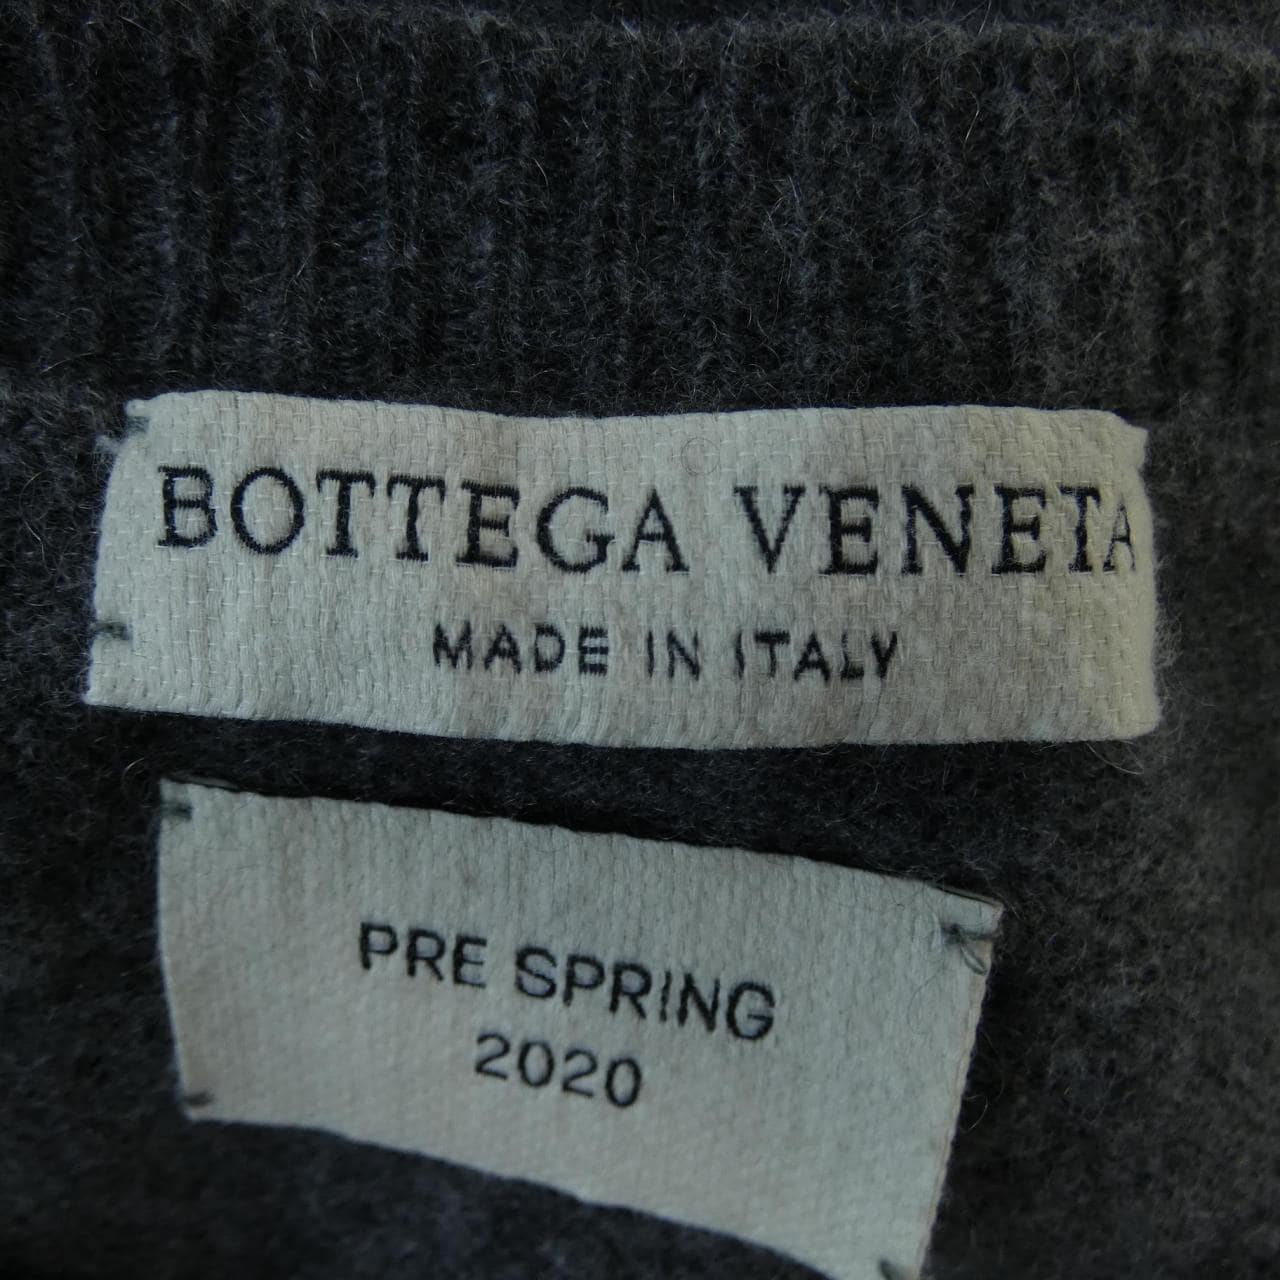 BOTTEGA VENETA
MADE IN ITALY
PRE SPRING
2020